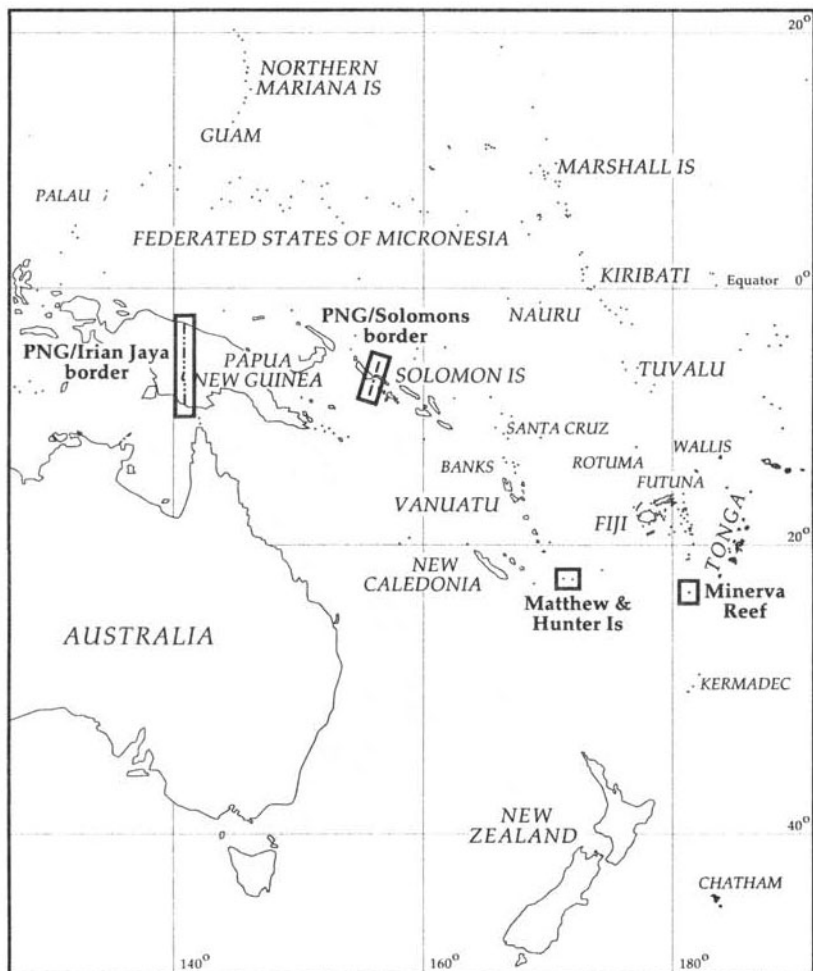 20°
NORTHERN
MARIANA IS
GUAM
MARSHALL IS
PALAU
FEDERATED STATES OF MICRONESIA
KIRIBATI
Equator 0°
NAURU
PNG/Solomons
border
PNG/Irian Jaya
border
PAPUA
NEW GUINEA
SOLOMON IS
TUVALU
SANTA CRUZ
WALLIS
BANKS
ROTUMA
FUTUNA
VANUATU
FIJI
TONGA
20°
NEW
CALEDONIA
Matthew &
Hunter Is
Minerva
Reef
AUSTRALIA
KERMADEC
NEW
ZEALAND
40°
CHATHAM
140°
160°
180°